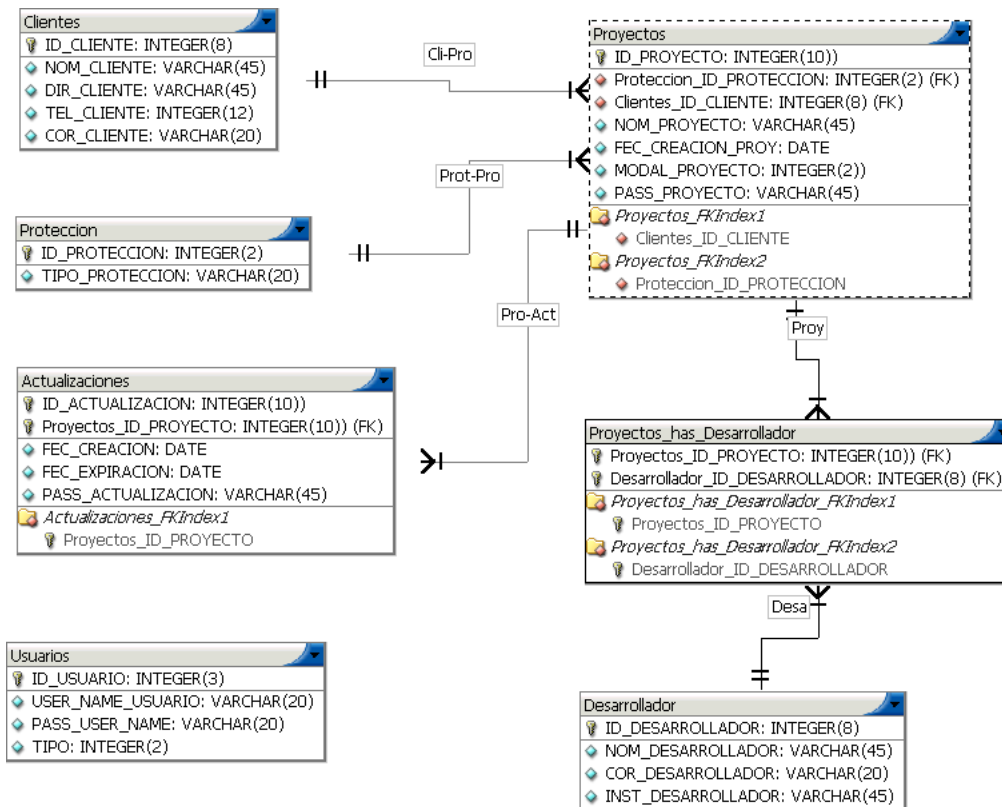 Clientes
ID_CLIENTE: INTEGER(8)
NOM_CLIENTE: VARCHAR(45)
DIR_CLIENTE: VARCHAR(45)
TEL_CLIENTE: INTEGER(12)
COR_CLIENTE: VARCHAR(20)
Cli-Pro
Proyectos
ID_PROYECTO: INTEGER(10))
Proteccion_ID_PROTECCION: INTEGER(2) (FK)
Clientes_ID_CLIENTE: INTEGER(8) (FK)
NOM_PROYECTO: VARCHAR(45)
FEC_CREACION_PROY: DATE
MODAL_PROYECTO: INTEGER(2))
PASS_PROYECTO: VARCHAR(45)
Proyectos_FKIndex1
Clientes_ID_CLIENTE
Proyectos_FKIndex2
Proteccion_ID_PROTECCION
Prot-Pro
Proteccion
ID_PROTECCION: INTEGER(2)
TIPO_PROTECCION: VARCHAR(20)
Pro-Act
Proy
Actualizaciones
ID_ACTUALIZACION: INTEGER(10))
Proyectos_ID_PROYECTO: INTEGER(10)) (FK)
FEC_CREACION: DATE
FEC_EXPIRACION: DATE
PASS_ACTUALIZACION: VARCHAR(45)
Actualizaciones_FKIndex1
Proyectos_ID_PROYECTO
Proyectos_has_Desarrollador
Proyectos_ID_PROYECTO: INTEGER(10)) (FK)
Desarrollador_ID_DESARROLLADOR: INTEGER(8) (FK)
Proyectos_has_Desarrollador_FKIndex1
Proyectos_ID_PROYECTO
Proyectos_has_Desarrollador_FKIndex2
Desarrollador_ID_DESARROLLADOR
Desa
Usuarios
ID_USUARIO: INTEGER(3)
USER_NAME_USUARIO: VARCHAR(20)
PASS_USER_NAME: VARCHAR(20)
TIPO: INTEGER(2)
Desarrollador
ID_DESARROLLADOR: INTEGER(8)
NOM_DESARROLLADOR: VARCHAR(45)
COR_DESARROLLADOR: VARCHAR(20)
INST_DESARROLLADOR: VARCHAR(45)